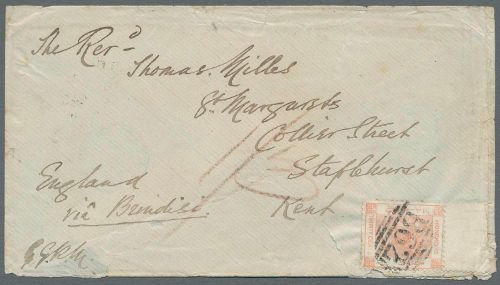 The Revd
Thomas Milles
St Margarets
Collier Street
Staplehurst
Kent
England
via Brindisi